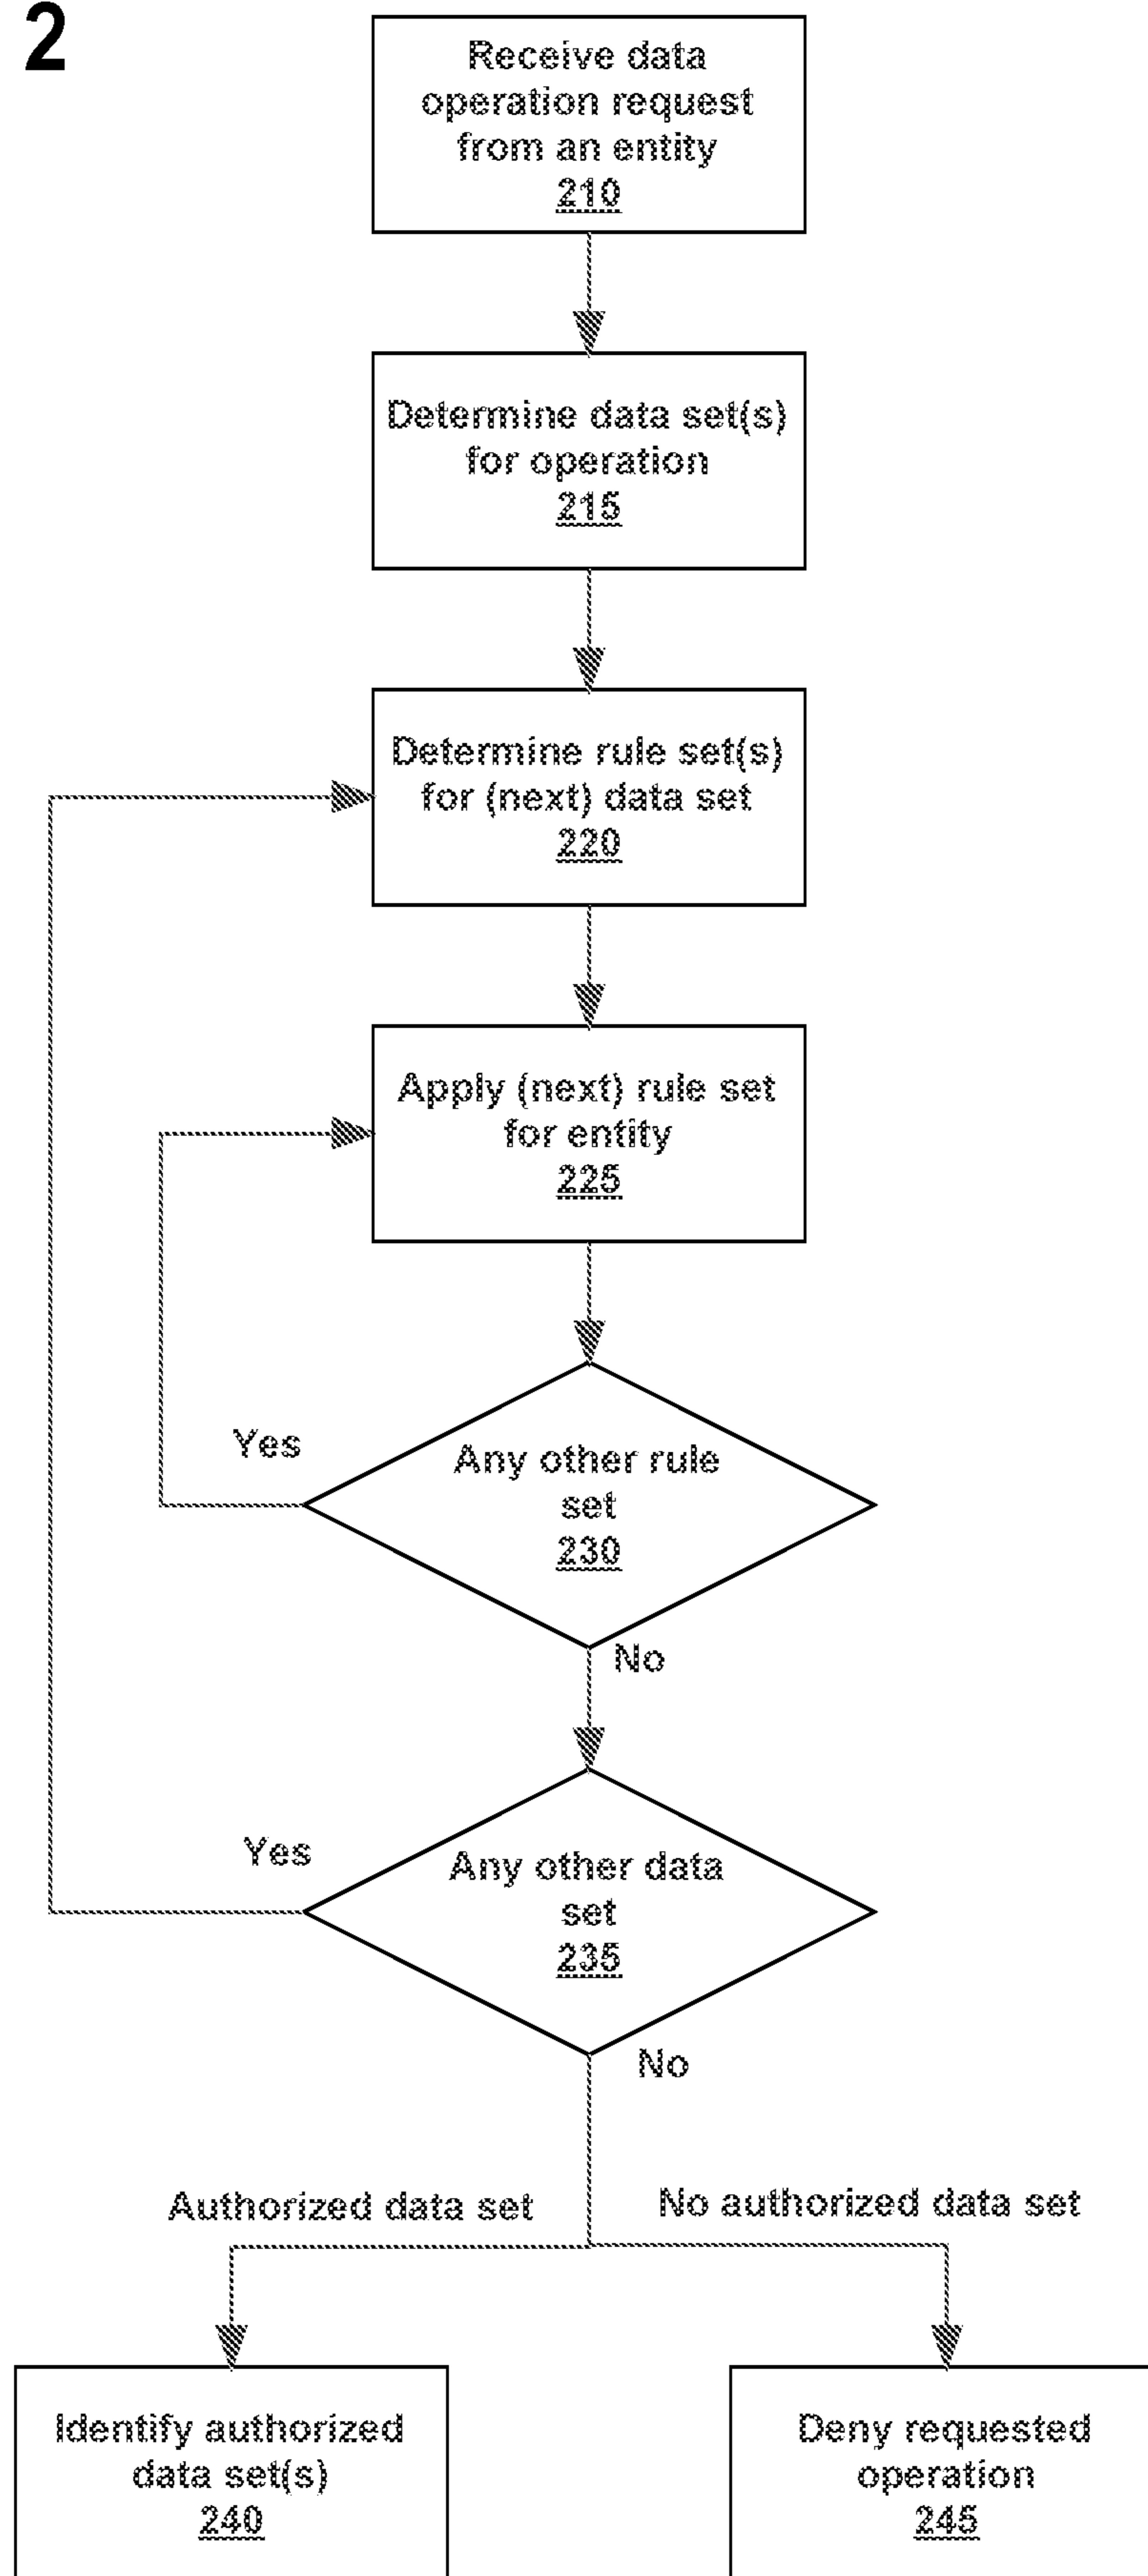 2
Receive data
operation request
from an entity
210
Determine data set(s)
for operation
215
Determine rule set(s)
for (next) data set
220
Apply (next) rule set
for entity
225
Yes
Any other rule
set
230
No
Yes
Any other data
set
235
No
Authorized data set
No authorized data set
Identify authorized
data set(s)
240
Deny requested
operation
245